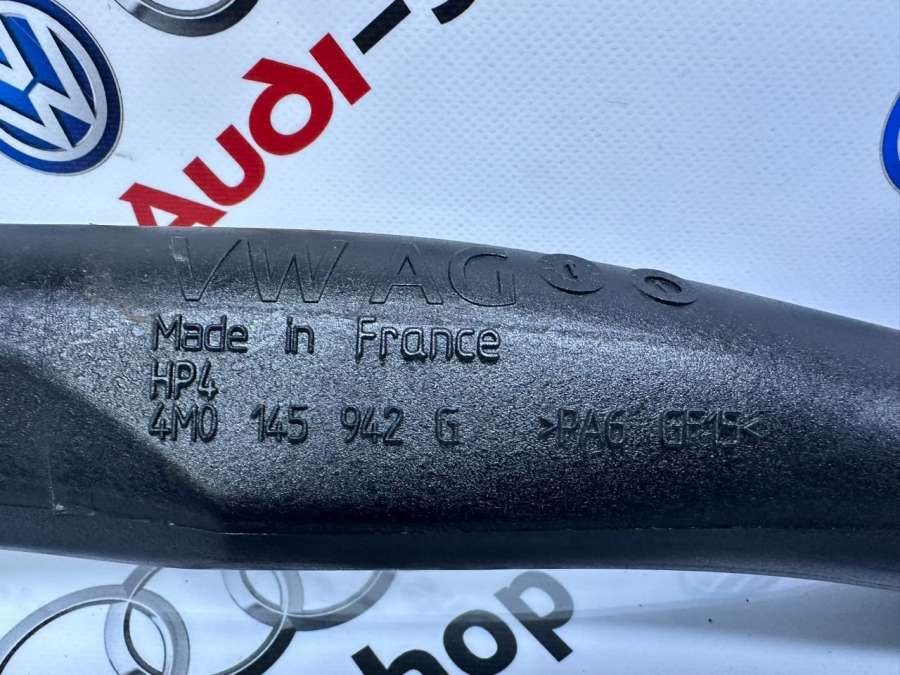 Audi-
VW AG
Made in France
HP4
4M0 145 942 G >PA6 GF15<
hop